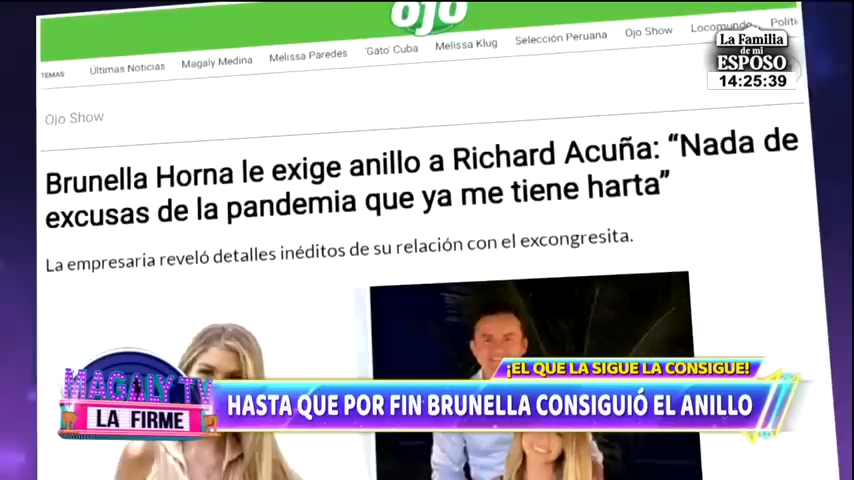 ojo
TEMAS: Últimas Noticias Magaly Medina Melissa Paredes 'Gato' Cuba Melissa Klug Selección Peruana Ojo Show Locomundo Políti
La Familia
de mi
ESPOSO
14:25:39
Ojo Show
Brunella Horna le exige anillo a Richard Acuña: “Nada de
excusas de la pandemia que ya me tiene harta”
La empresaria reveló detalles inéditos de su relación con el excongresita.
¡EL QUE LA SIGUE LA CONSIGUE!
MAGALY TV
LA FIRME
HASTA QUE POR FIN BRUNELLA CONSIGUIÓ EL ANILLO